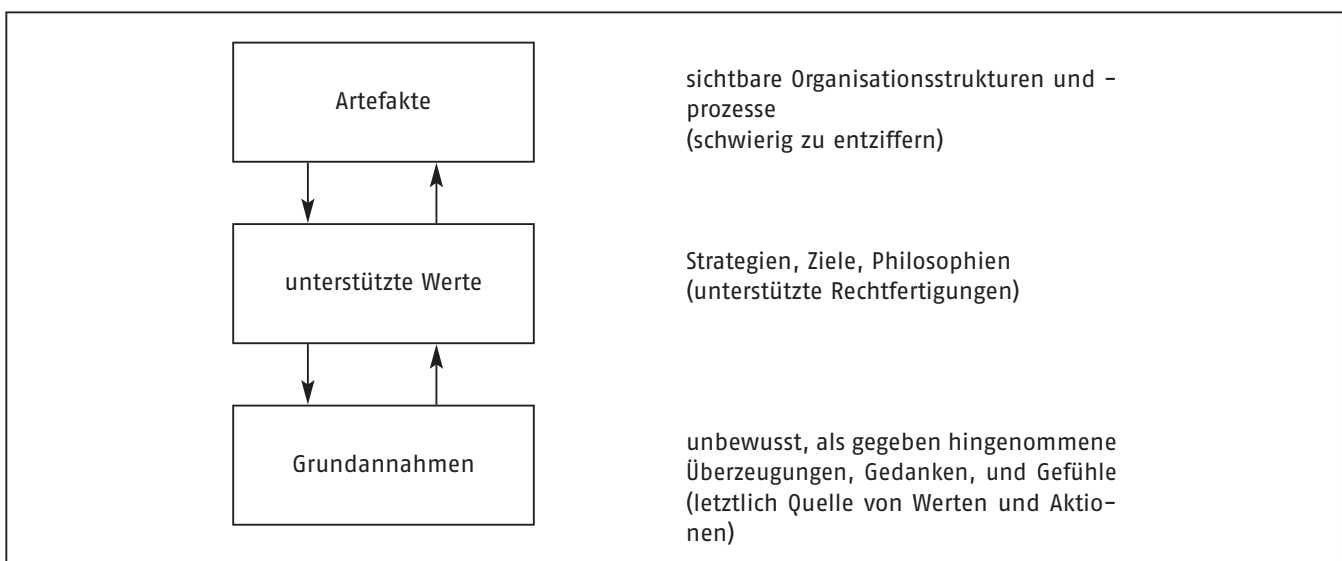 Artefakte
sichtbare Organisationsstrukturen und –
prozesse
(schwierig zu entziffern)
unterstützte Werte
Strategien, Ziele, Philosophien
(unterstützte Rechtfertigungen)
Grundannahmen
unbewusst, als gegeben hingenommene
Überzeugungen, Gedanken, und Gefühle
(letztlich Quelle von Werten und Aktio-
nen)